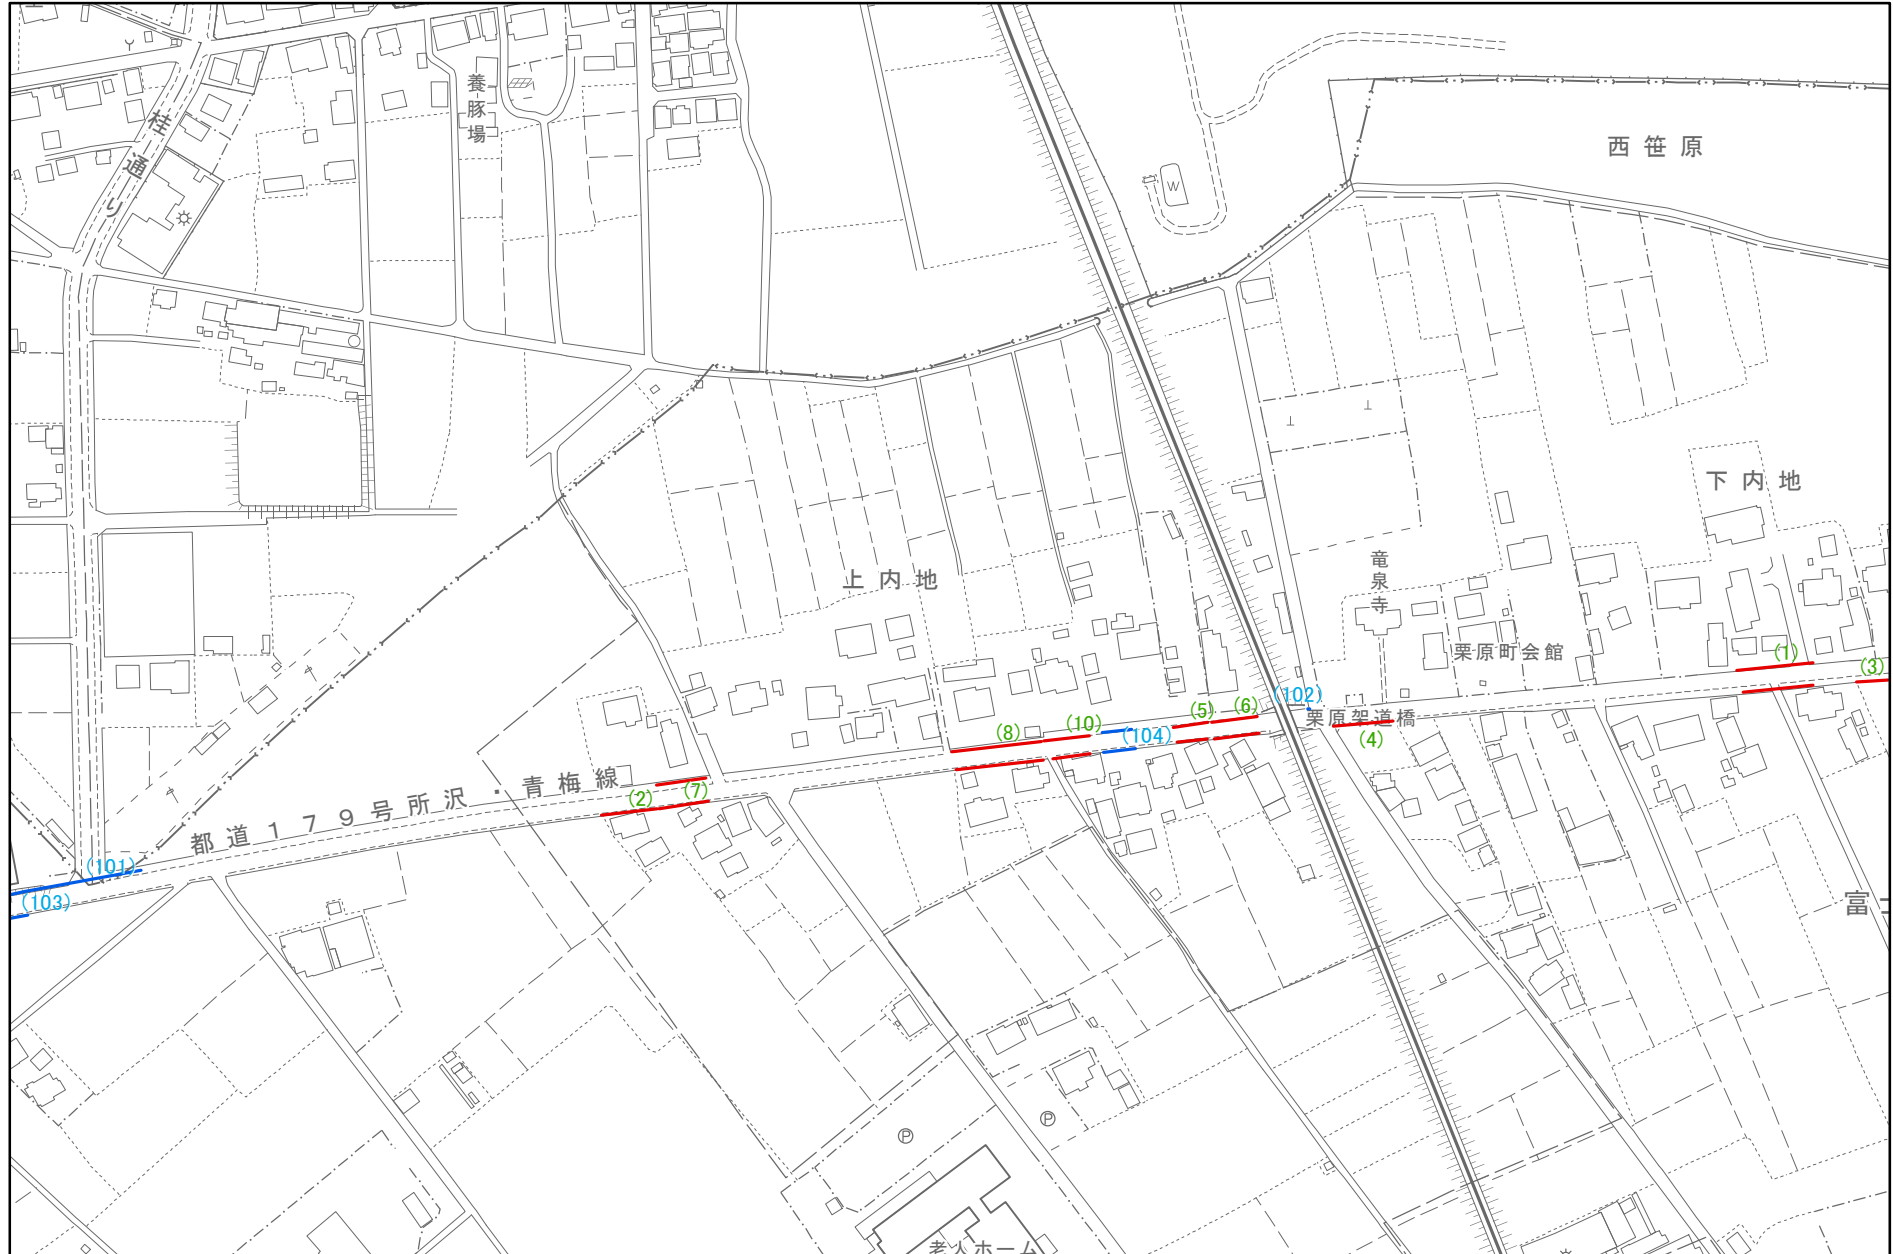 養豚場
桂通り
W
西笹原
下内地
上内地
竜泉寺
栗原町会館
(1)
(3)
(102)
(5)
(6)
栗原架道橋
(10)
(104)
(4)
(8)
(7)
(2)
都道179号所沢・青梅線
(101)
(103)
富士
P
P
老人ホーム